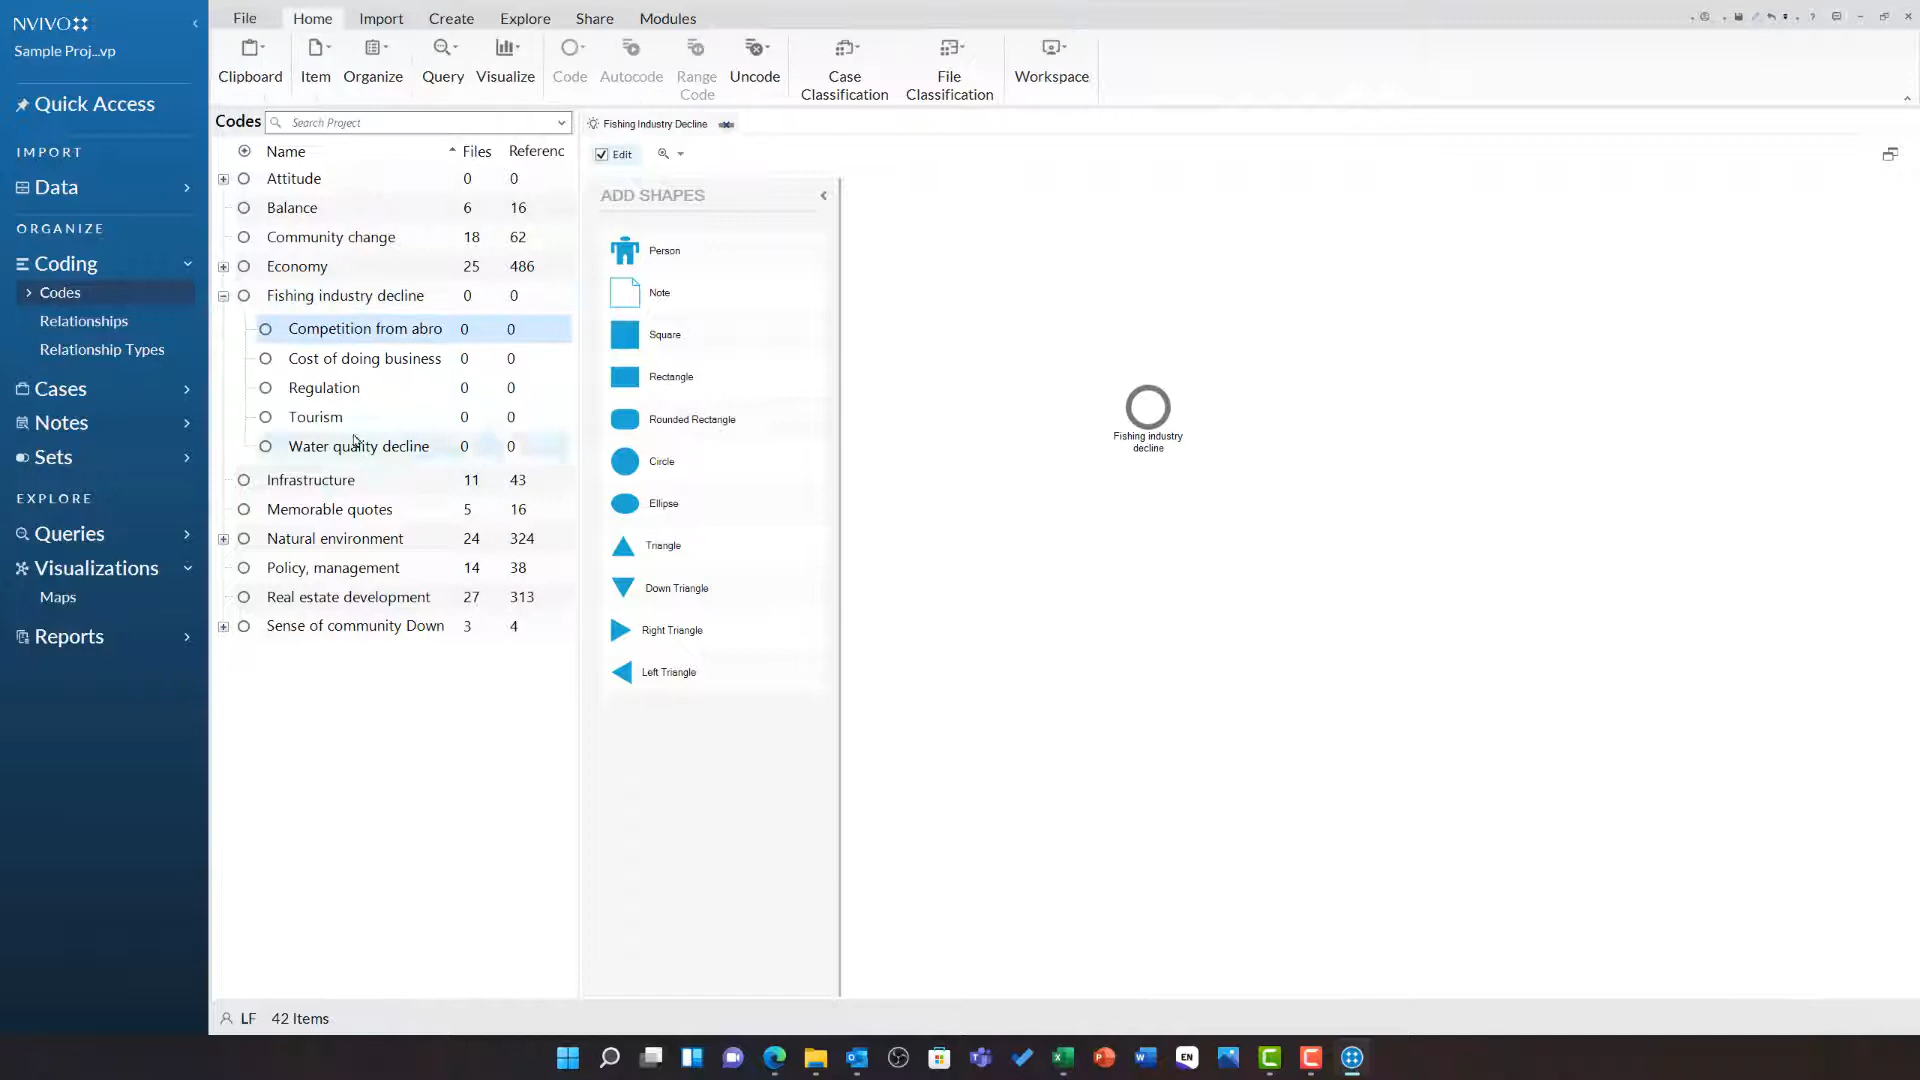 NVIVO
Sample Proj...vp
Quick Access
IMPORT
Data
ORGANIZE
Coding
Codes
Relationships
Relationship Types
Cases
Notes
Sets
EXPLORE
Queries
Visualizations
Maps
Reports
File Home Import Create Explore Share Modules
Clipboard Item Organize Query Visualize Code Autocode Range Code Uncode Case Classification File Classification Workspace
Codes Search Project
Name Files Referenc
Attitude 0 0
Balance 6 16
Community change 18 62
Economy 25 486
Fishing industry decline 0 0
Competition from abro 0 0
Cost of doing business 0 0
Regulation 0 0
Tourism 0 0
Water quality decline 0 0
Infrastructure 11 43
Memorable quotes 5 16
Natural environment 24 324
Policy, management 14 38
Real estate development 27 313
Sense of community Down 3 4
Fishing Industry Decline
Edit
ADD SHAPES
Person
Note
Square
Rectangle
Rounded Rectangle
Circle
Ellipse
Triangle
Down Triangle
Right Triangle
Left Triangle
Fishing industry
decline
LF 42 Items
EN